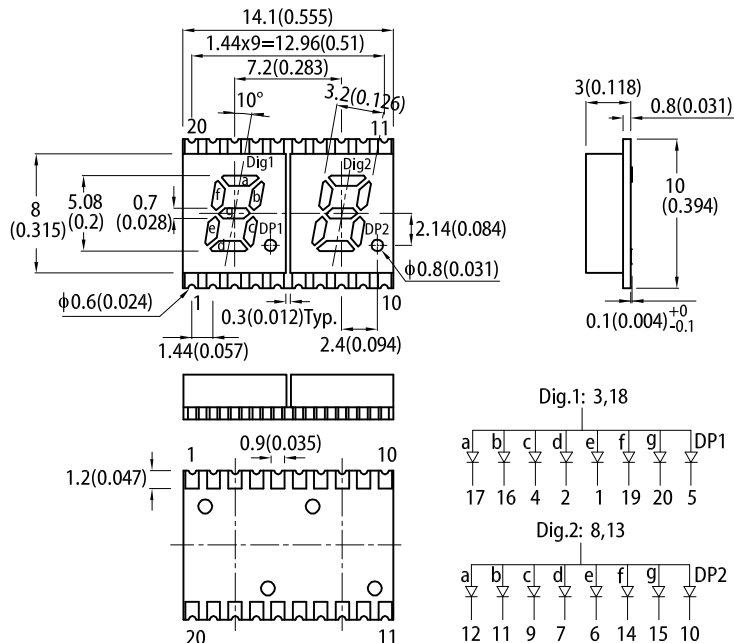 14.1(0.555)
1.44x9=12.96(0.51)
7.2(0.283)
3.2(0.126)
10°
20
11
Dig1
Dig2
a
f
b
g
e
c
d
DP1
DP2
8
(0.315)
5.08
(0.2)
0.7
(0.028)
2.14(0.084)
ϕ0.8(0.031)
ϕ0.6(0.024)
1
10
0.3(0.012)Typ.
1.44(0.057)
2.4(0.094)
3(0.118)
0.8(0.031)
10
(0.394)
0.1(0.004)+0
-0.1
0.9(0.035)
1
10
1.2(0.047)
20
11
Dig.1: 3,18
a b c d e f g DP1
17 16 4 2 1 19 20 5
Dig.2: 8,13
a b c d e f g DP2
12 11 9 7 6 14 15 10